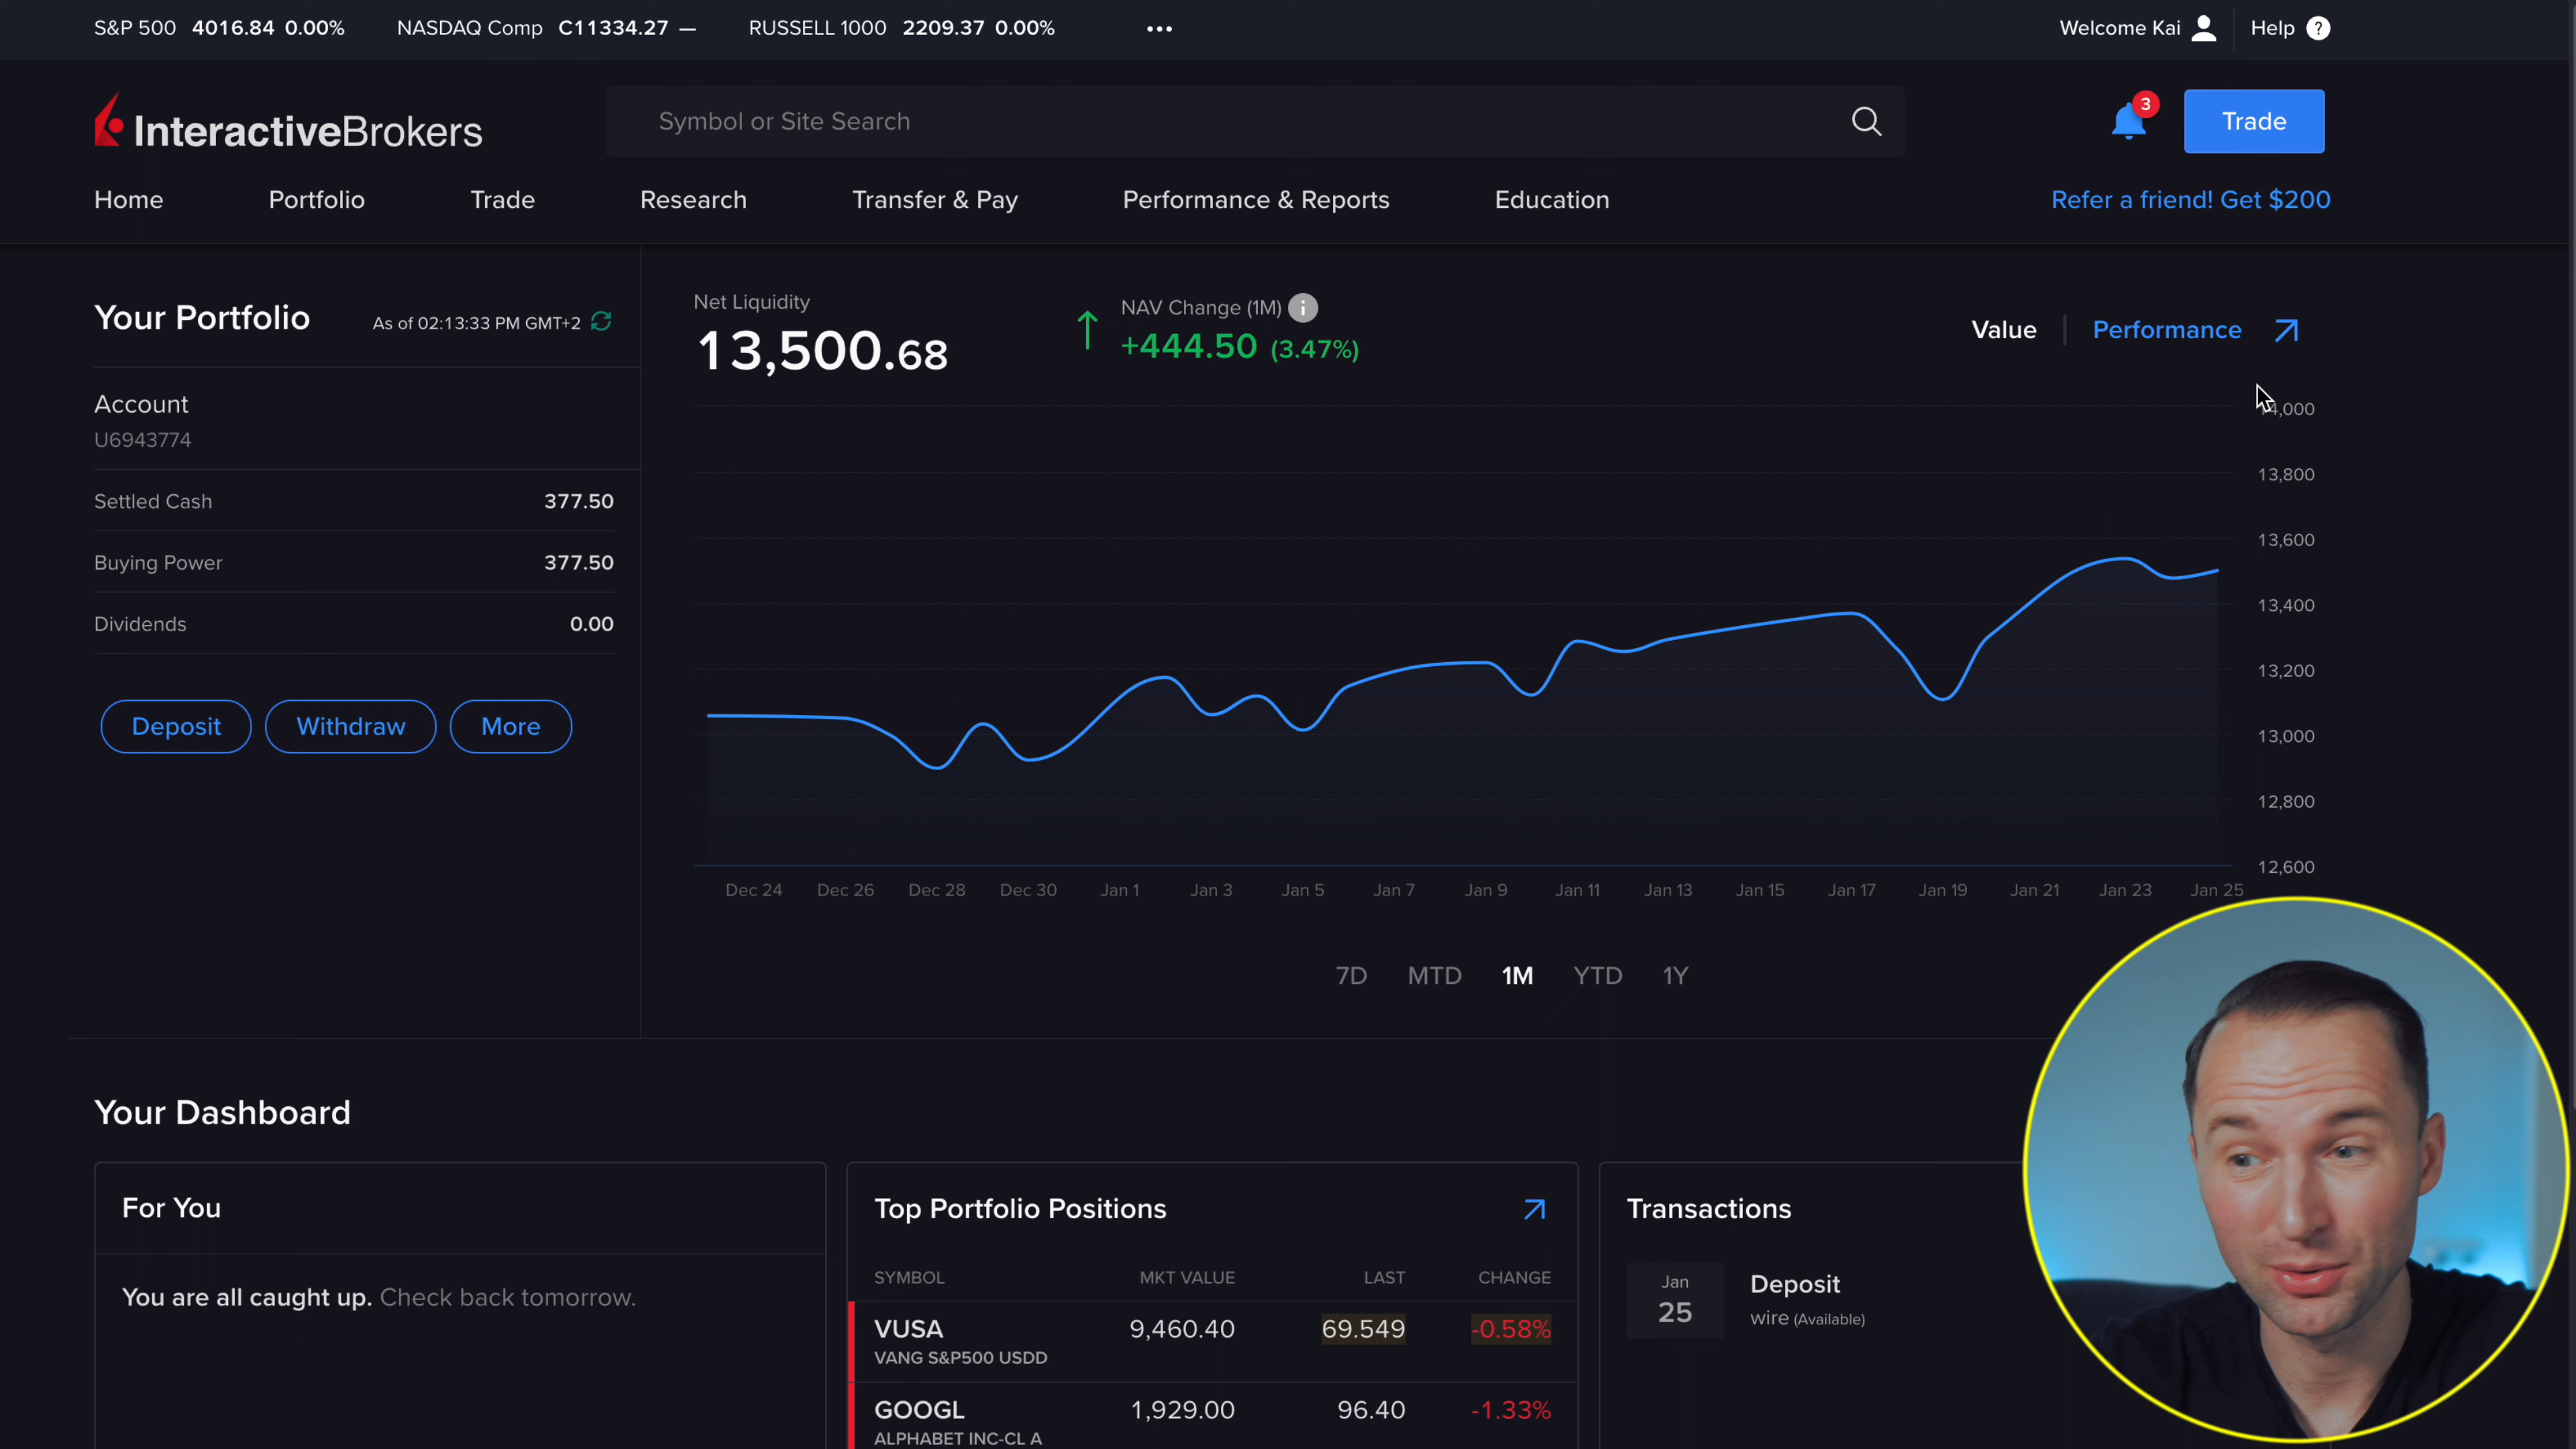 S&P 500 4016.84 0.00% NASDAQ Comp C11334.27 — RUSSELL 1000 2209.37 0.00% •••
Welcome Kai Help ?
InteractiveBrokers
Symbol or Site Search
3
Trade
Home Portfolio Trade Research Transfer & Pay Performance & Reports Education
Refer a friend! Get $200
Your Portfolio As of 02:13:33 PM GMT+2
Account
U6943774
Settled Cash 377.50
Buying Power 377.50
Dividends 0.00
Deposit Withdraw More
Net Liquidity
13,500.68
NAV Change (1M) i
+444.50 (3.47%)
Value | Performance
13,800
13,600
13,400
13,200
13,000
12,800
12,600
Dec 24 Dec 26 Dec 28 Dec 30 Jan 1 Jan 3 Jan 5 Jan 7 Jan 9 Jan 11 Jan 13 Jan 15 Jan 17 Jan 19 Jan 21 Jan 23 Jan 25
7D MTD 1M YTD 1Y
Your Dashboard
For You
You are all caught up. Check back tomorrow.
Top Portfolio Positions
SYMBOL MKT VALUE LAST CHANGE
VUSA 9,460.40 69.549 -0.58%
VANG S&P500 USDD
GOOGL 1,929.00 96.40 -1.33%
ALPHABET INC-CL A
Transactions
Jan
25
Deposit
wire (Available)